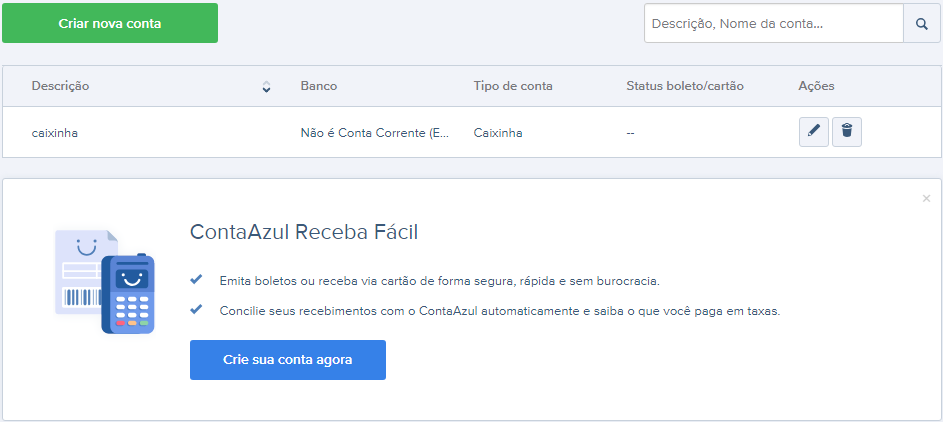 Criar nova conta
Descrição, Nome da conta...
Descrição Banco Tipo de conta Status boleto/cartão Ações
caixinha Não é Conta Corrente (E... Caixinha --
ContaAzul Receba Fácil
Emita boletos ou receba via cartão de forma segura, rápida e sem burocracia.
Concilie seus recebimentos com o ContaAzul automaticamente e saiba o que você paga em taxas.
Crie sua conta agora